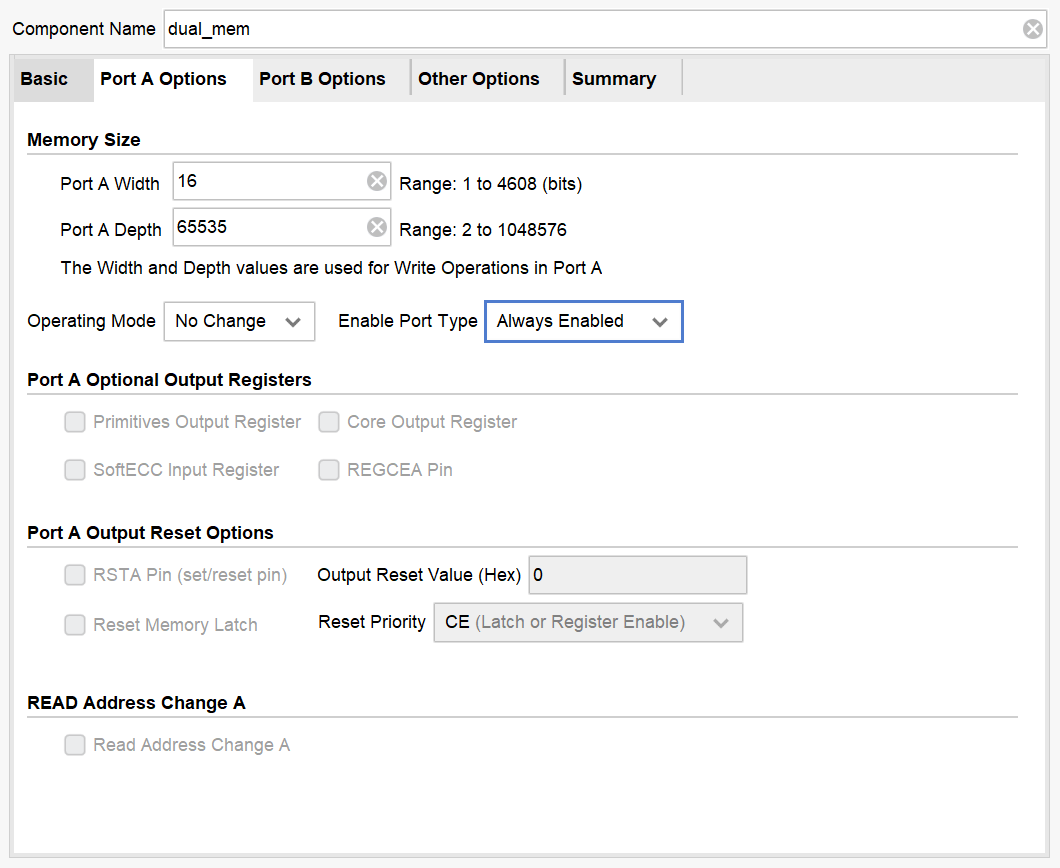 Component Name dual_mem
Basic Port A Options Port B Options Other Options Summary
Memory Size
Port A Width 16 Range: 1 to 4608 (bits)
Port A Depth 65535 Range: 2 to 1048576
The Width and Depth values are used for Write Operations in Port A
Operating Mode No Change Enable Port Type Always Enabled
Port A Optional Output Registers
Primitives Output Register Core Output Register
SoftECC Input Register REGCEA Pin
Port A Output Reset Options
RSTA Pin (set/reset pin) Output Reset Value (Hex) 0
Reset Memory Latch Reset Priority CE (Latch or Register Enable)
READ Address Change A
Read Address Change A